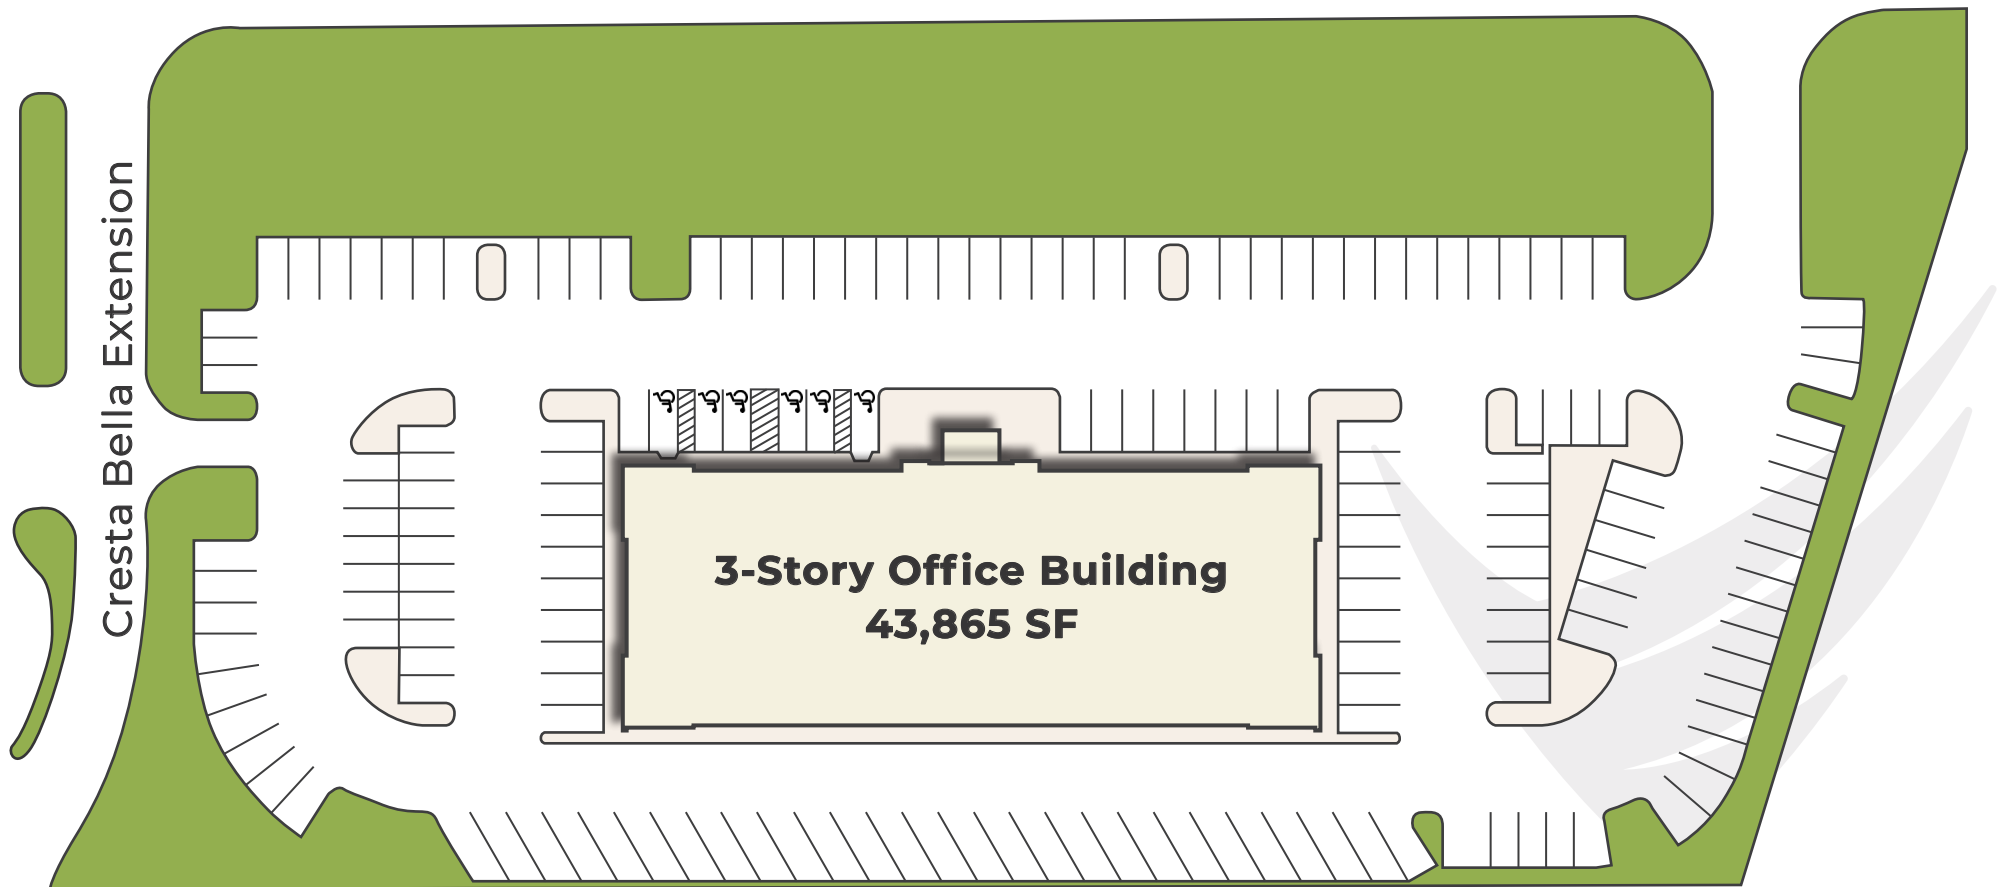 Cresta Bella Extension
3-Story Office Building
43,865 SF